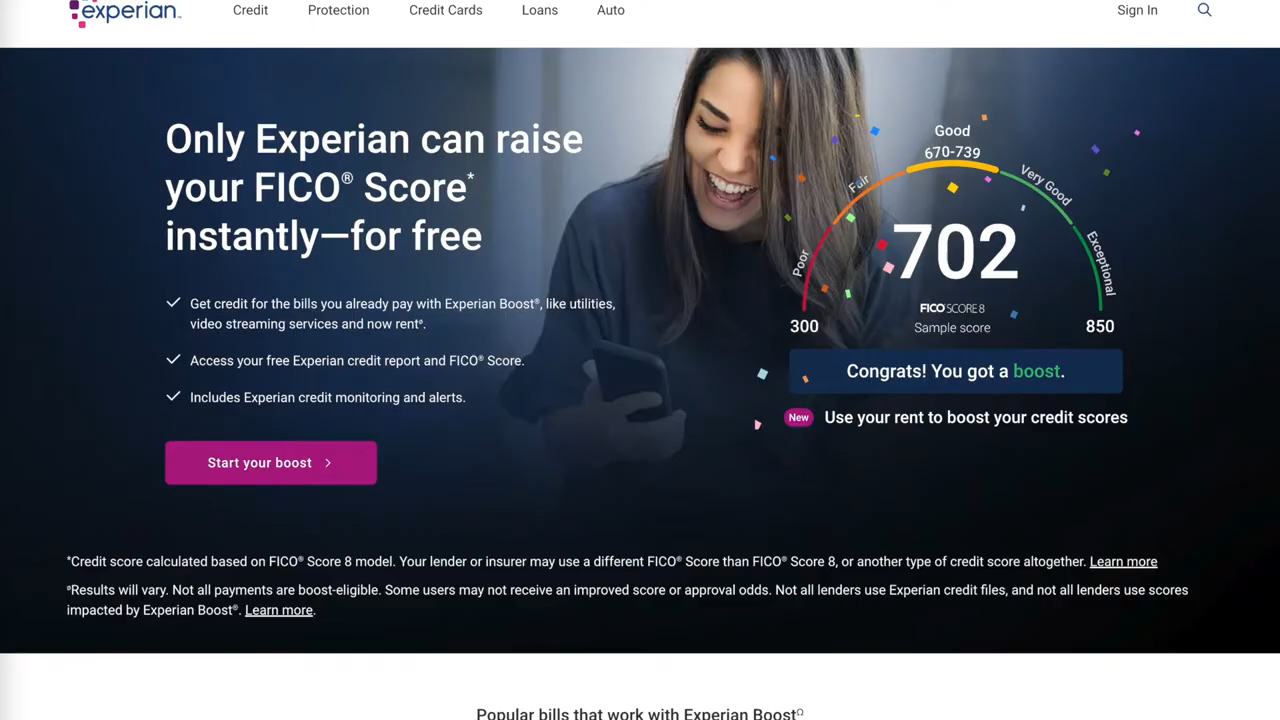 experian
Credit
Protection
Credit Cards
Loans
Auto
Sign In
Only Experian can raise
your FICO® Score*
instantly—for free
Get credit for the bills you already pay with Experian Boost®, like utilities,
video streaming services and now rentø.
Access your free Experian credit report and FICO® Score.
Includes Experian credit monitoring and alerts.
Start your boost
Good
670-739
Fair
Very Good
Poor
Exceptional
702
FICO SCORE 8
Sample score
300
850
Congrats! You got a boost.
New
Use your rent to boost your credit scores
*Credit score calculated based on FICO® Score 8 model. Your lender or insurer may use a different FICO® Score than FICO® Score 8, or another type of credit score altogether. Learn more
øResults will vary. Not all payments are boost-eligible. Some users may not receive an improved score or approval odds. Not all lenders use Experian credit files, and not all lenders use scores
impacted by Experian Boost®. Learn more.
Popular bills that work with Experian BoostΩ